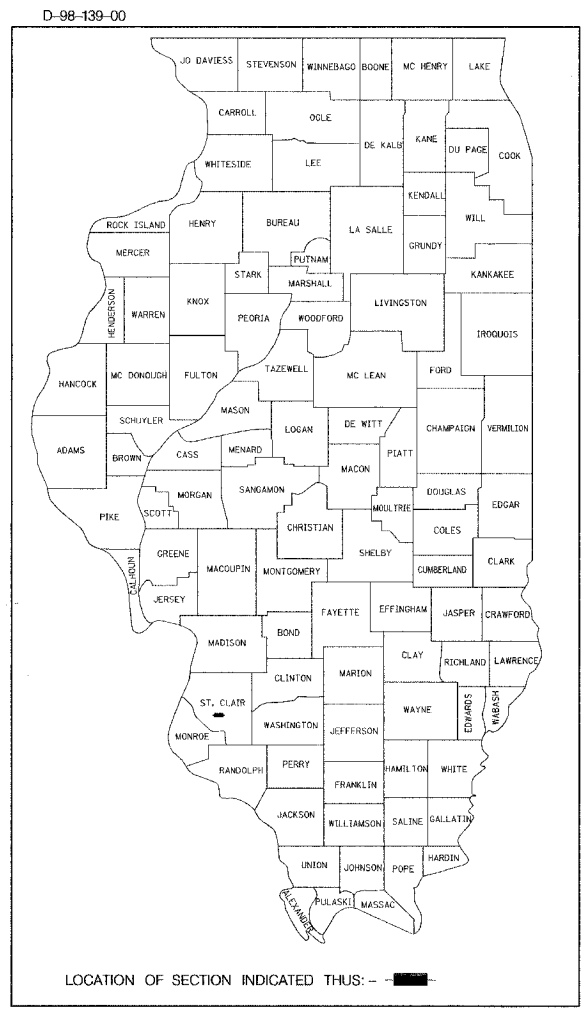 D-98-139-00
JO DAVIESS STEVENSON WINNEBAGO BOONE MC HENRY LAKE
CARROLL OGLE
DE KALB KANE DU PAGE COOK
WHITESIDE LEE
KENDALL WILL
ROCK ISLAND HENRY BUREAU LA SALLE GRUNDY
MERCER PUTNAM
STARK MARSHALL KANKAKEE
HENDERSON WARREN KNOX PEORIA WOODFORD LIVINGSTON IROQUOIS
HANCOCK MC DONOUGH FULTON TAZEWELL MC LEAN FORD
SCHUYLER MASON LOGAN DE WITT CHAMPAIGN VERMILION
ADAMS BROWN CASS MENARD MACON PIATT
SCOTT MORGAN SANGAMON DOUGLAS EDGAR
PIKE CHRISTIAN MOULTRIE COLES
CALHOUN GREENE MACOUPIN MONTGOMERY SHELBY CUMBERLAND CLARK
JERSEY FAYETTE EFFINGHAM JASPER CRAWFORD
MADISON BOND CLAY RICHLAND LAWRENCE
CLINTON MARION
ST. CLAIR WAYNE EDWARDS WABASH
MONROE WASHINGTON JEFFERSON
RANDOLPH PERRY HAMILTON WHITE
FRANKLIN
JACKSON WILLIAMSON SALINE GALLATIN
UNION JOHNSON POPE HARDIN
ALEXANDER PULASKI MASSAC
LOCATION OF SECTION INDICATED THUS: - -